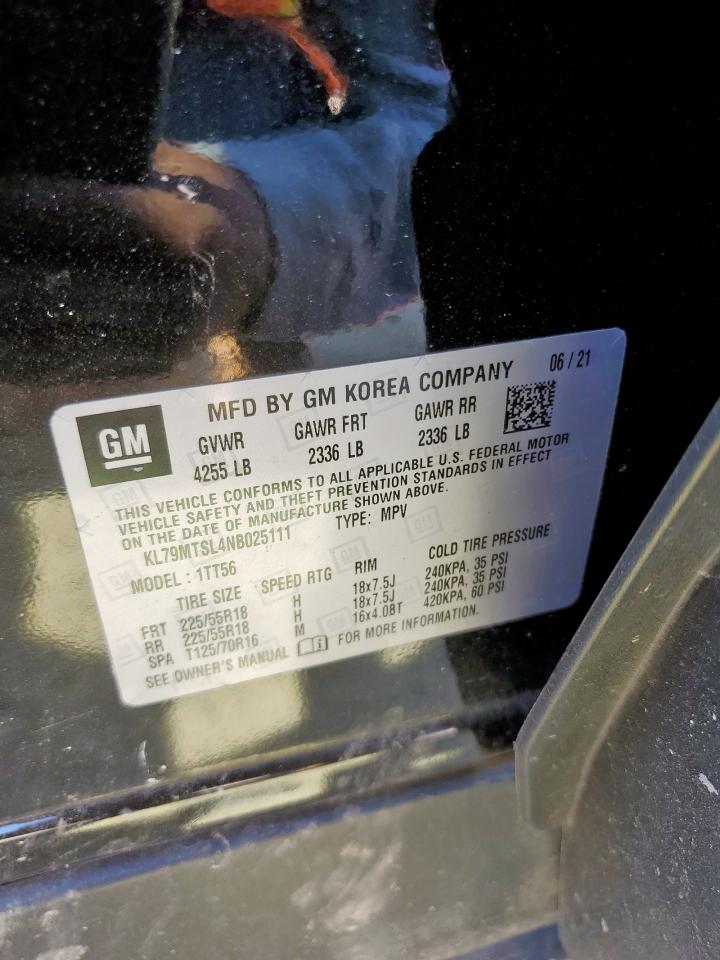 MFD BY GM KOREA COMPANY 06 / 21
GM
GVWR GAWR FRT GAWR RR
4255 LB 2336 LB 2336 LB
THIS VEHICLE CONFORMS TO ALL APPLICABLE U.S. FEDERAL MOTOR
VEHICLE SAFETY AND THEFT PREVENTION STANDARDS IN EFFECT
ON THE DATE OF MANUFACTURE SHOWN ABOVE.
KL79MTSL4NB025111 TYPE: MPV
MODEL : 1TT56
TIRE SIZE SPEED RTG RIM COLD TIRE PRESSURE
FRT 225/55R18 H 18x7.5J 240KPA, 35 PSI
RR 225/55R18 H 18x7.5J 240KPA, 35 PSI
SPA T125/70R16 M 16x4.08T 420KPA, 60 PSI
SEE OWNER'S MANUAL FOR MORE INFORMATION.